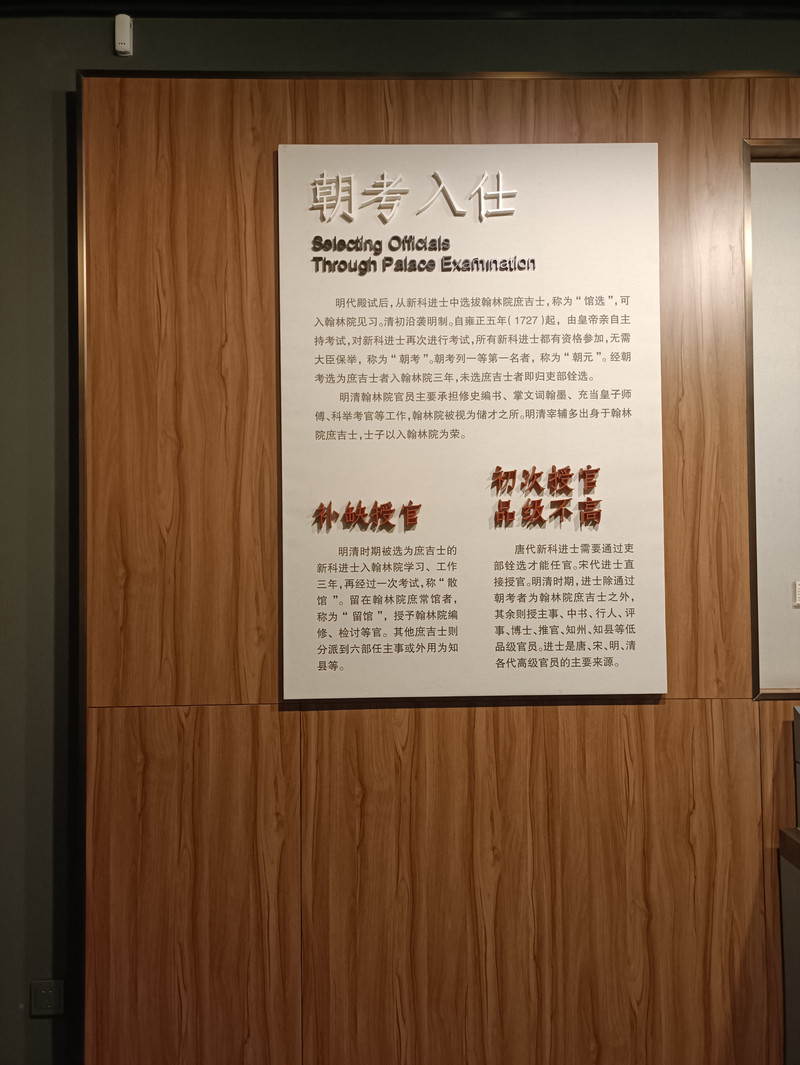 朝考入仕
Selecting Officials
Through Palace Examination
明代殿试后，从新科进士中选拔翰林院庶吉士，称为“馆选”，可
入翰林院见习。清初沿袭明制。自雍正五年（1727）起，由皇帝亲自主
持考试，对新科进士再次进行考试，所有新科进士都有资格参加，无需
大臣保举，称为“朝考”。朝考列一等第一名者，称为“朝元”。经朝
考选为庶吉士者入翰林院三年，未选庶吉士者即归吏部铨选。
明清翰林院官员主要承担修史编书、掌文词翰墨、充当皇子师
傅、科举考官等工作，翰林院被视为储才之所。明清宰辅多出身于翰林
院庶吉士，士子以入翰林院为荣。
补缺授官
明清时期被选为庶吉士的
新科进士入翰林院学习、工作
三年，再经过一次考试，称“散
馆”。留在翰林院庶常馆者，
称为“留馆”，授予翰林院编
修、检讨等官。其他庶吉士则
分派到六部任主事或外用为知
县等。
初次授官
品级不高
唐代新科进士需要通过吏
部铨选才能任官。宋代进士直
接授官。明清时期，进士除通过
朝考者为翰林院庶吉士之外，
其余则授主事、中书、行人、评
事、博士、推官、知州、知县等低
品级官员。进士是唐、宋、明、清
各代高级官员的主要来源。